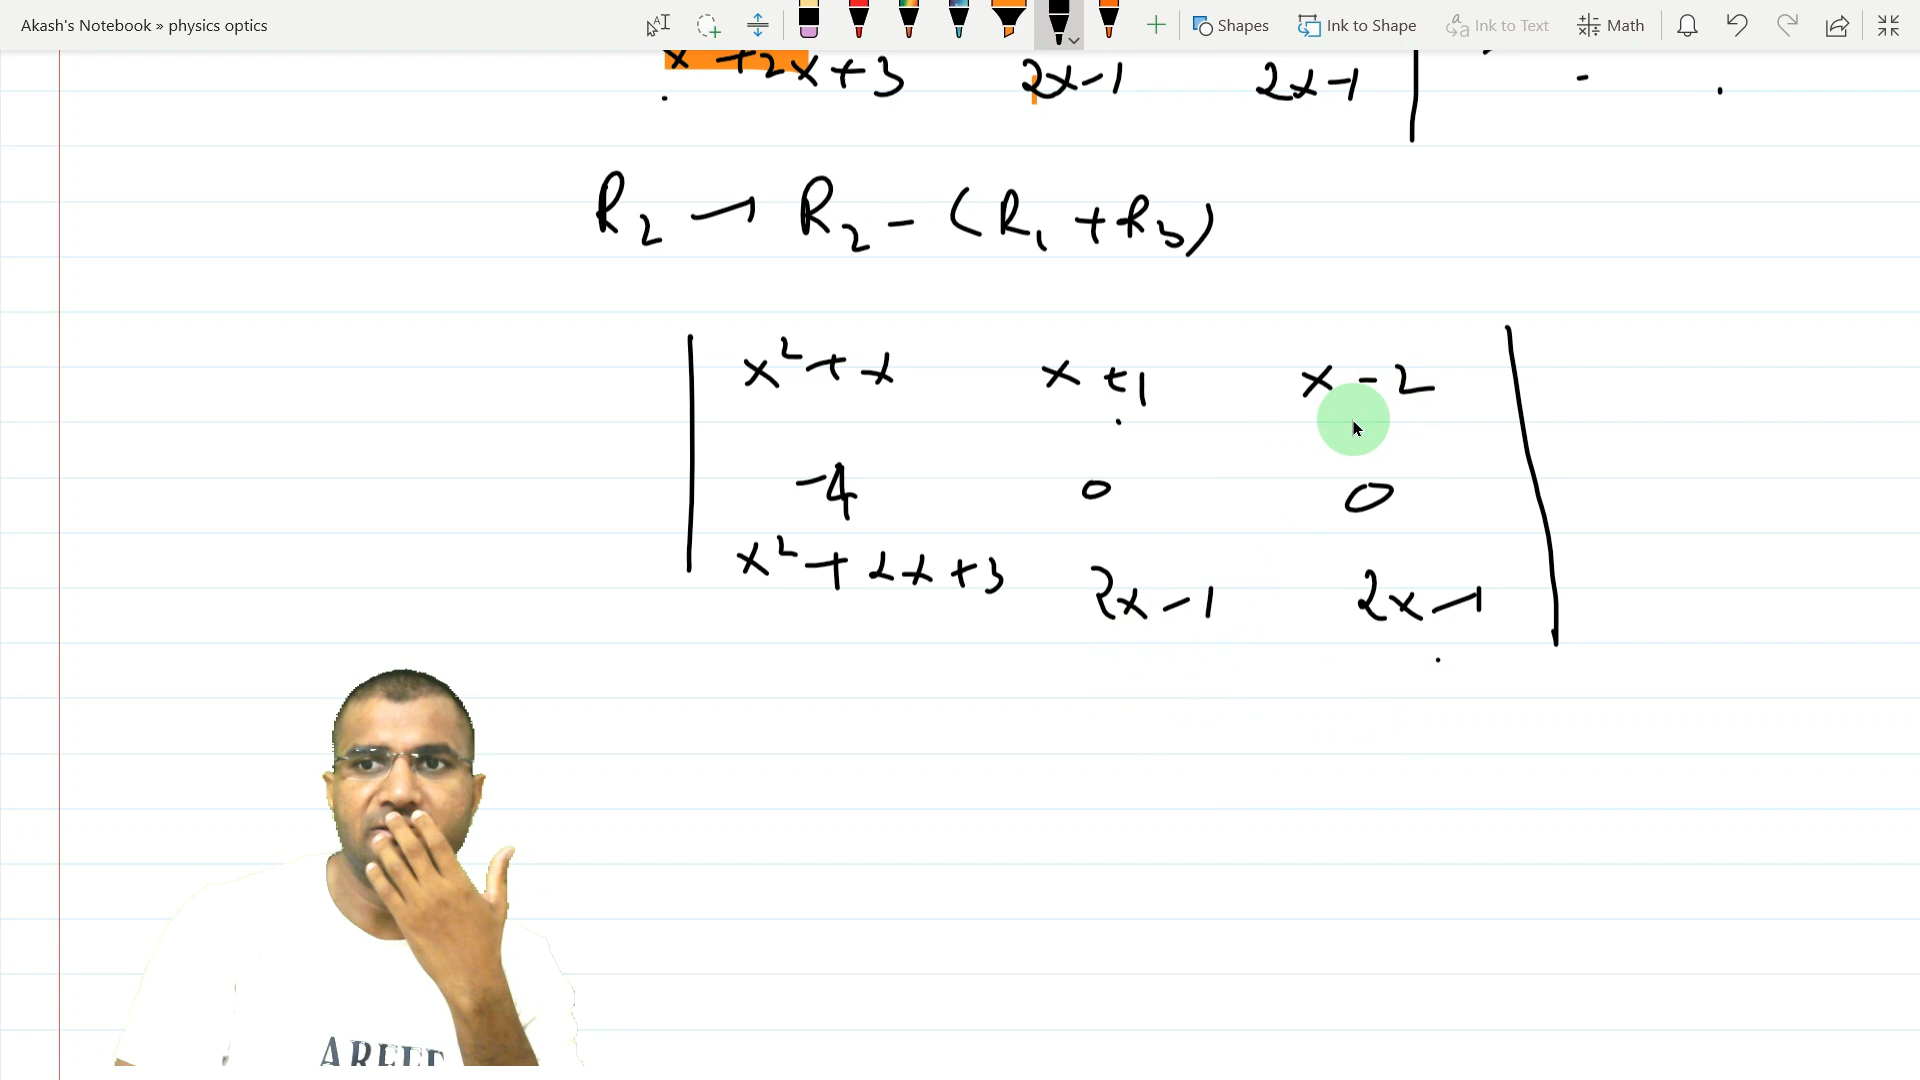 Akash's Notebook » physics optics
Shapes Ink to Shape Ink to Text Math
x +2x+3 2x-1 2x-1
R₂ → R₂ - (R₁ + R₃)
x² + x x +1 x - 2
-4 0 0
x² + 2x +3 2x - 1 2x - 1